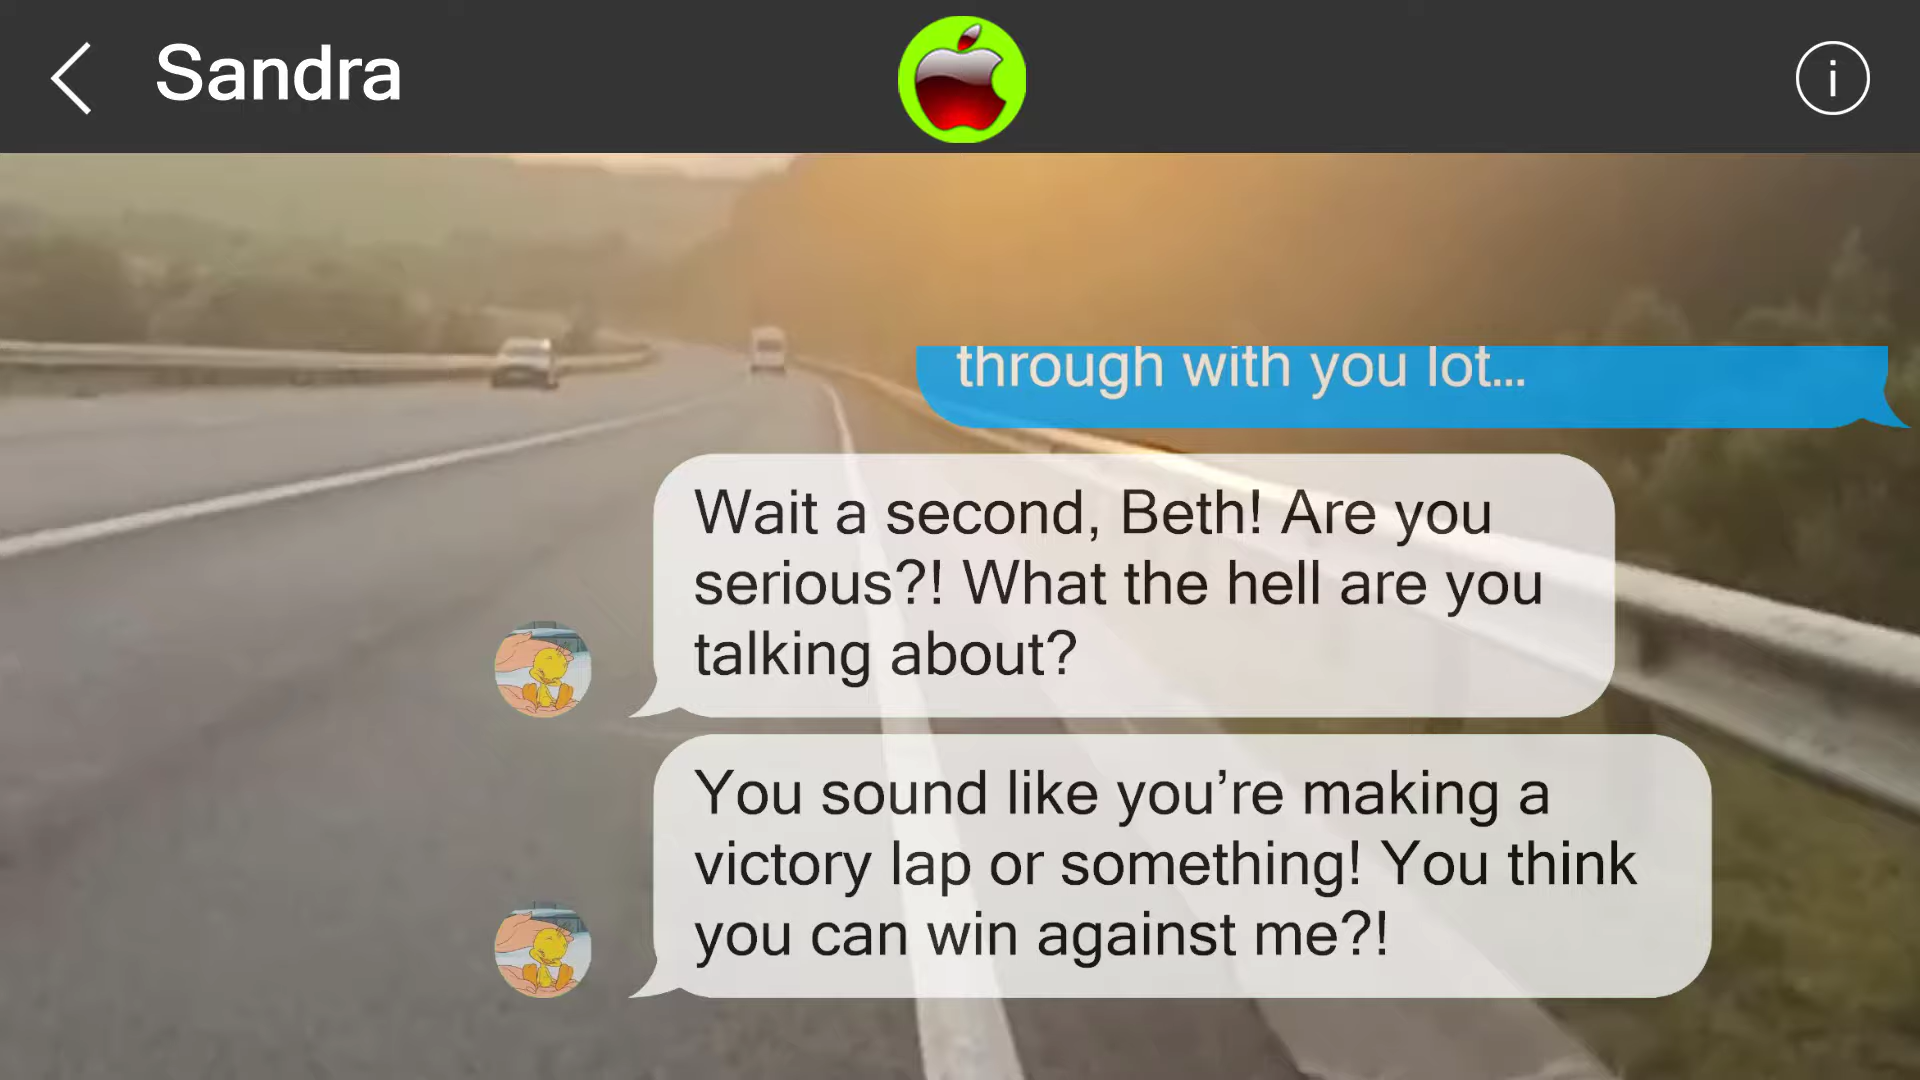 Sandra
i
through with you lot...
Wait a second, Beth! Are you
serious?! What the hell are you
talking about?
You sound like you’re making a
victory lap or something! You think
you can win against me?!